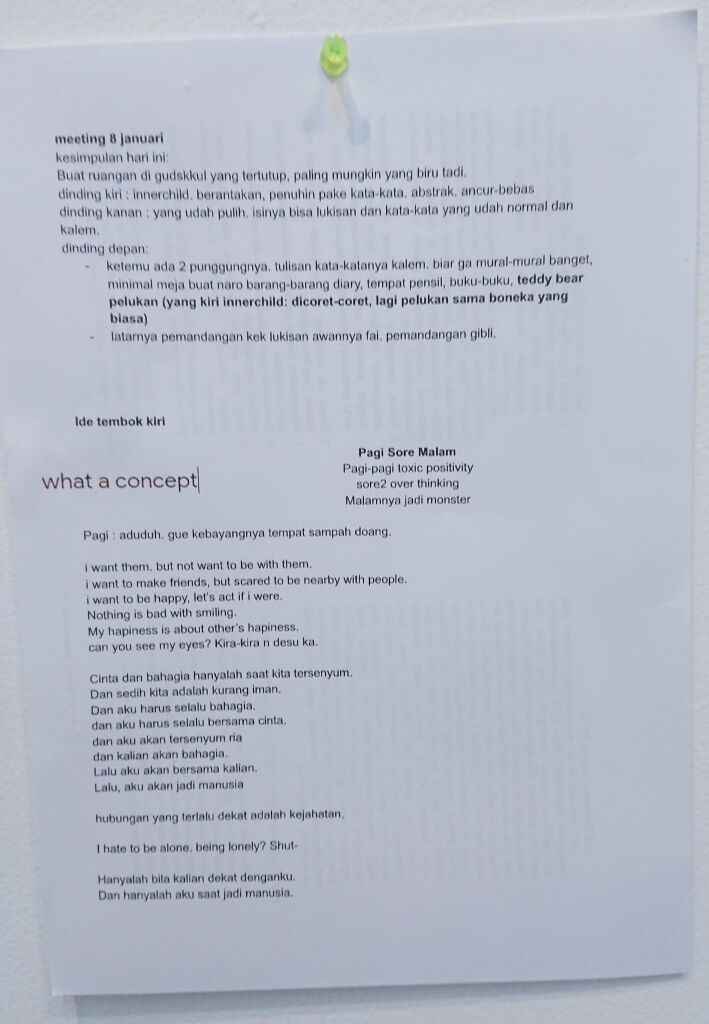 meeting 8 januari
kesimpulan hari ini:
Buat ruangan di gudskkul yang tertutup, paling mungkin yang biru tadi.
dinding kiri : innerchild, berantakan, penuhin pake kata-kata, abstrak, ancur-bebas
dinding kanan : yang udah pulih, isinya bisa lukisan dan kata-kata yang udah normal dan
kalem.
dinding depan:
- ketemu ada 2 punggungnya, tulisan kata-katanya kalem, biar ga mural-mural banget,
minimal meja buat naro barang-barang diary, tempat pensil, buku-buku, teddy bear
pelukan (yang kiri innerchild: dicoret-coret, lagi pelukan sama boneka yang
biasa)
- latarnya pemandangan kek lukisan awannya fai, pemandangan gibli.
Ide tembok kiri
Pagi Sore Malam
Pagi-pagi toxic positivity
sore2 over thinking
Malamnya jadi monster
what a concept
Pagi : aduduh, gue kebayangnya tempat sampah doang.
i want them, but not want to be with them.
i want to make friends, but scared to be nearby with people.
i want to be happy, let's act if i were.
Nothing is bad with smiling.
My hapiness is about other's hapiness.
can you see my eyes? Kira-kira n desu ka.
Cinta dan bahagia hanyalah saat kita tersenyum.
Dan sedih kita adalah kurang iman.
Dan aku harus selalu bahagia.
dan aku harus selalu bersama cinta.
dan aku akan tersenyum ria
dan kalian akan bahagia.
Lalu aku akan bersama kalian.
Lalu, aku akan jadi manusia
hubungan yang terlalu dekat adalah kejahatan.
I hate to be alone, being lonely? Shut-
Hanyalah bila kalian dekat denganku.
Dan hanyalah aku saat jadi manusia.